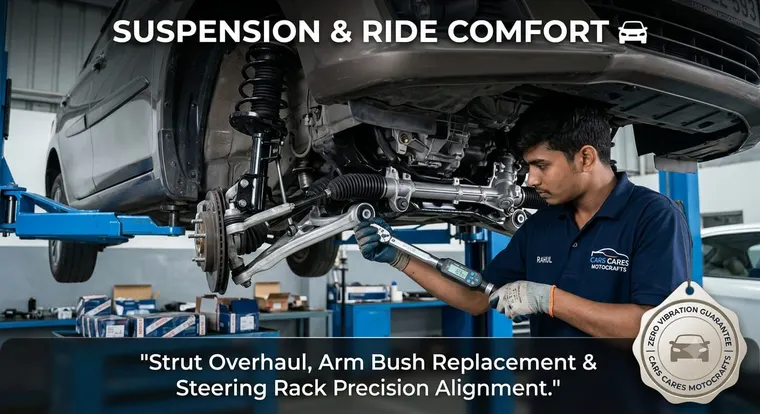 SUSPENSION & RIDE COMFORT
RAHUL
CARS CARES
MOTOCRAFTS
ZERO VIBRATION GUARANTEE
CARS CARES MOTOCRAFTS
"Strut Overhaul, Arm Bush Replacement &
Steering Rack Precision Alignment."